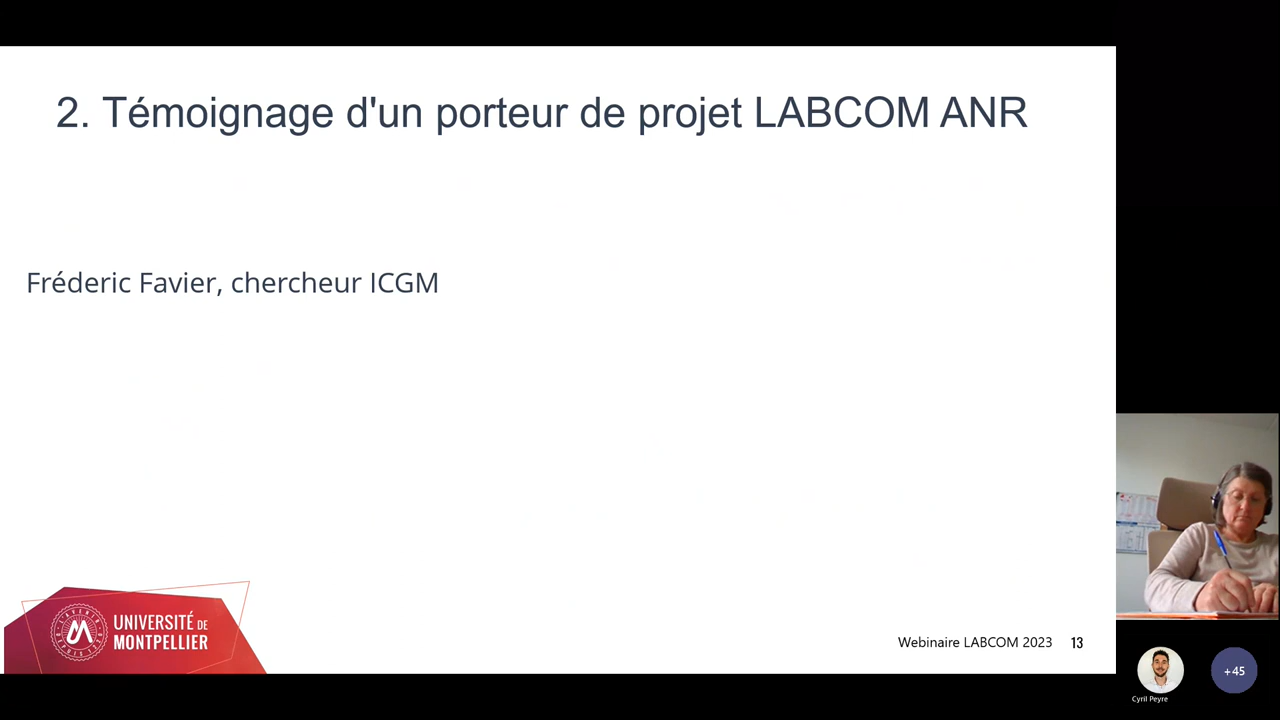 2. Témoignage d'un porteur de projet LABCOM ANR
Fréderic Favier, chercheur ICGM
UNIVERSITÉ DE
MONTPELLIER
Webinaire LABCOM 2023 13
Cyril Peyre
+45